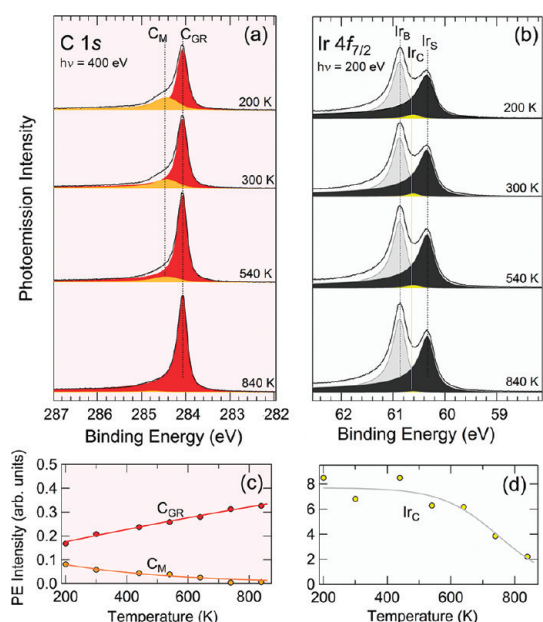 C 1s
hν = 400 eV
C_M
C_GR
(a)
200 K
300 K
540 K
840 K
Photoemission Intensity
287 286 285 284 283 282
Binding Energy (eV)
Ir 4f_7/2
hν = 200 eV
Ir_B
Ir_C
Ir_S
(b)
200 K
300 K
540 K
840 K
62 61 60 59
Binding Energy (eV)
PE Intensity (arb. units)
0.5
0.4
0.3
0.2
0.1
0.0
(c)
C_GR
C_M
200 400 600 800
Temperature (K)
8
6
4
2
0
(d)
Ir_C
200 400 600 800
Temperature (K)